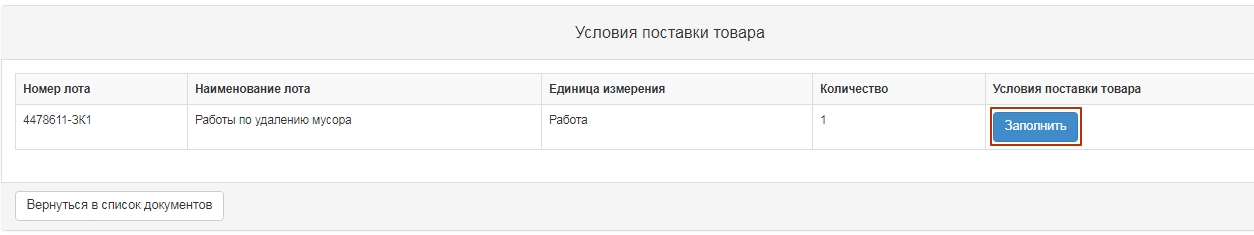 Условия поставки товара
Номер лота Наименование лота Единица измерения Количество Условия поставки товара
4478611-ЗК1 Работы по удалению мусора Работа 1 Заполнить
Вернуться в список документов